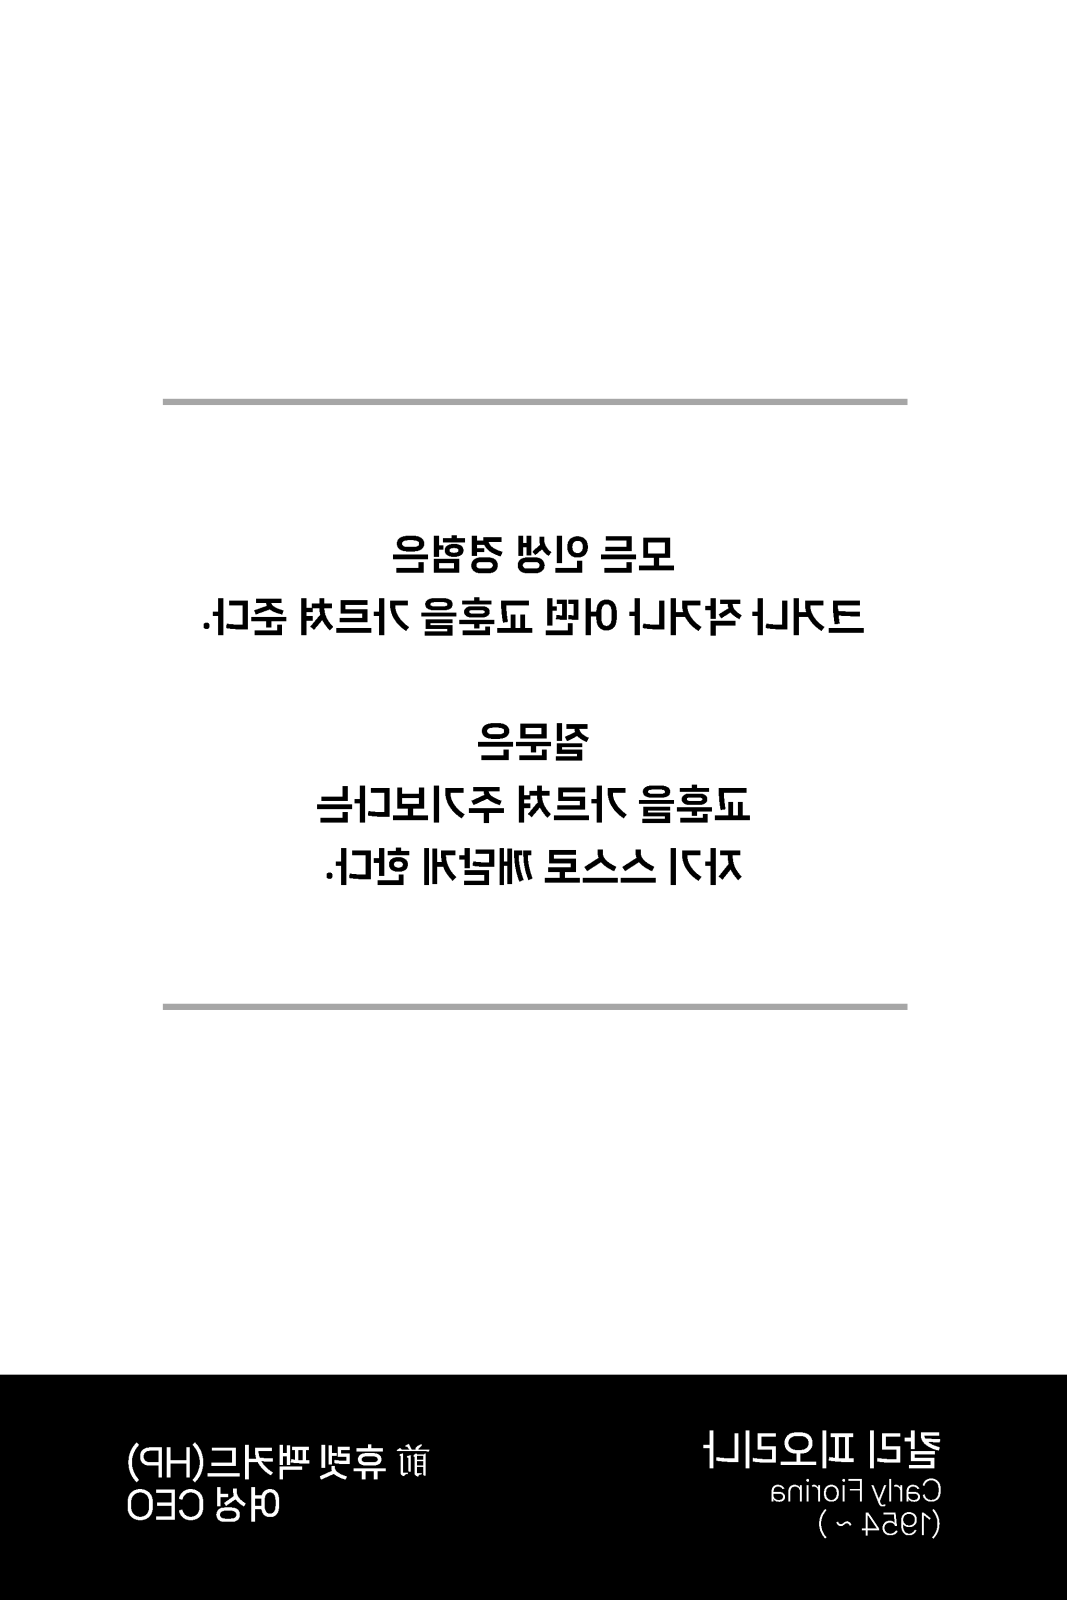 모든 인생 경험은
크거나 작거나 어떤 교훈을 가르쳐 준다.
질문은
교훈을 가르쳐 주기보다는
자기 스스로 깨닫게 한다.
칼리 피오리나
Carly Fiorina
(1954 ~ )
前 휴렛 팩커드(HP)
여성 CEO